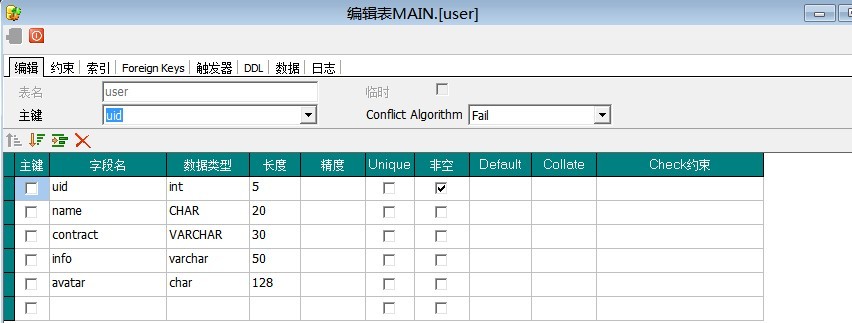 编辑表MAIN.[user]
编辑 约束 索引 Foreign Keys 触发器 DDL 数据 日志
表名 user 临时
主键 uid Conflict Algorithm Fail
主键 字段名 数据类型 长度 精度 Unique 非空 Default Collate Check约束
uid int 5
name CHAR 20
contract VARCHAR 30
info varchar 50
avatar char 128